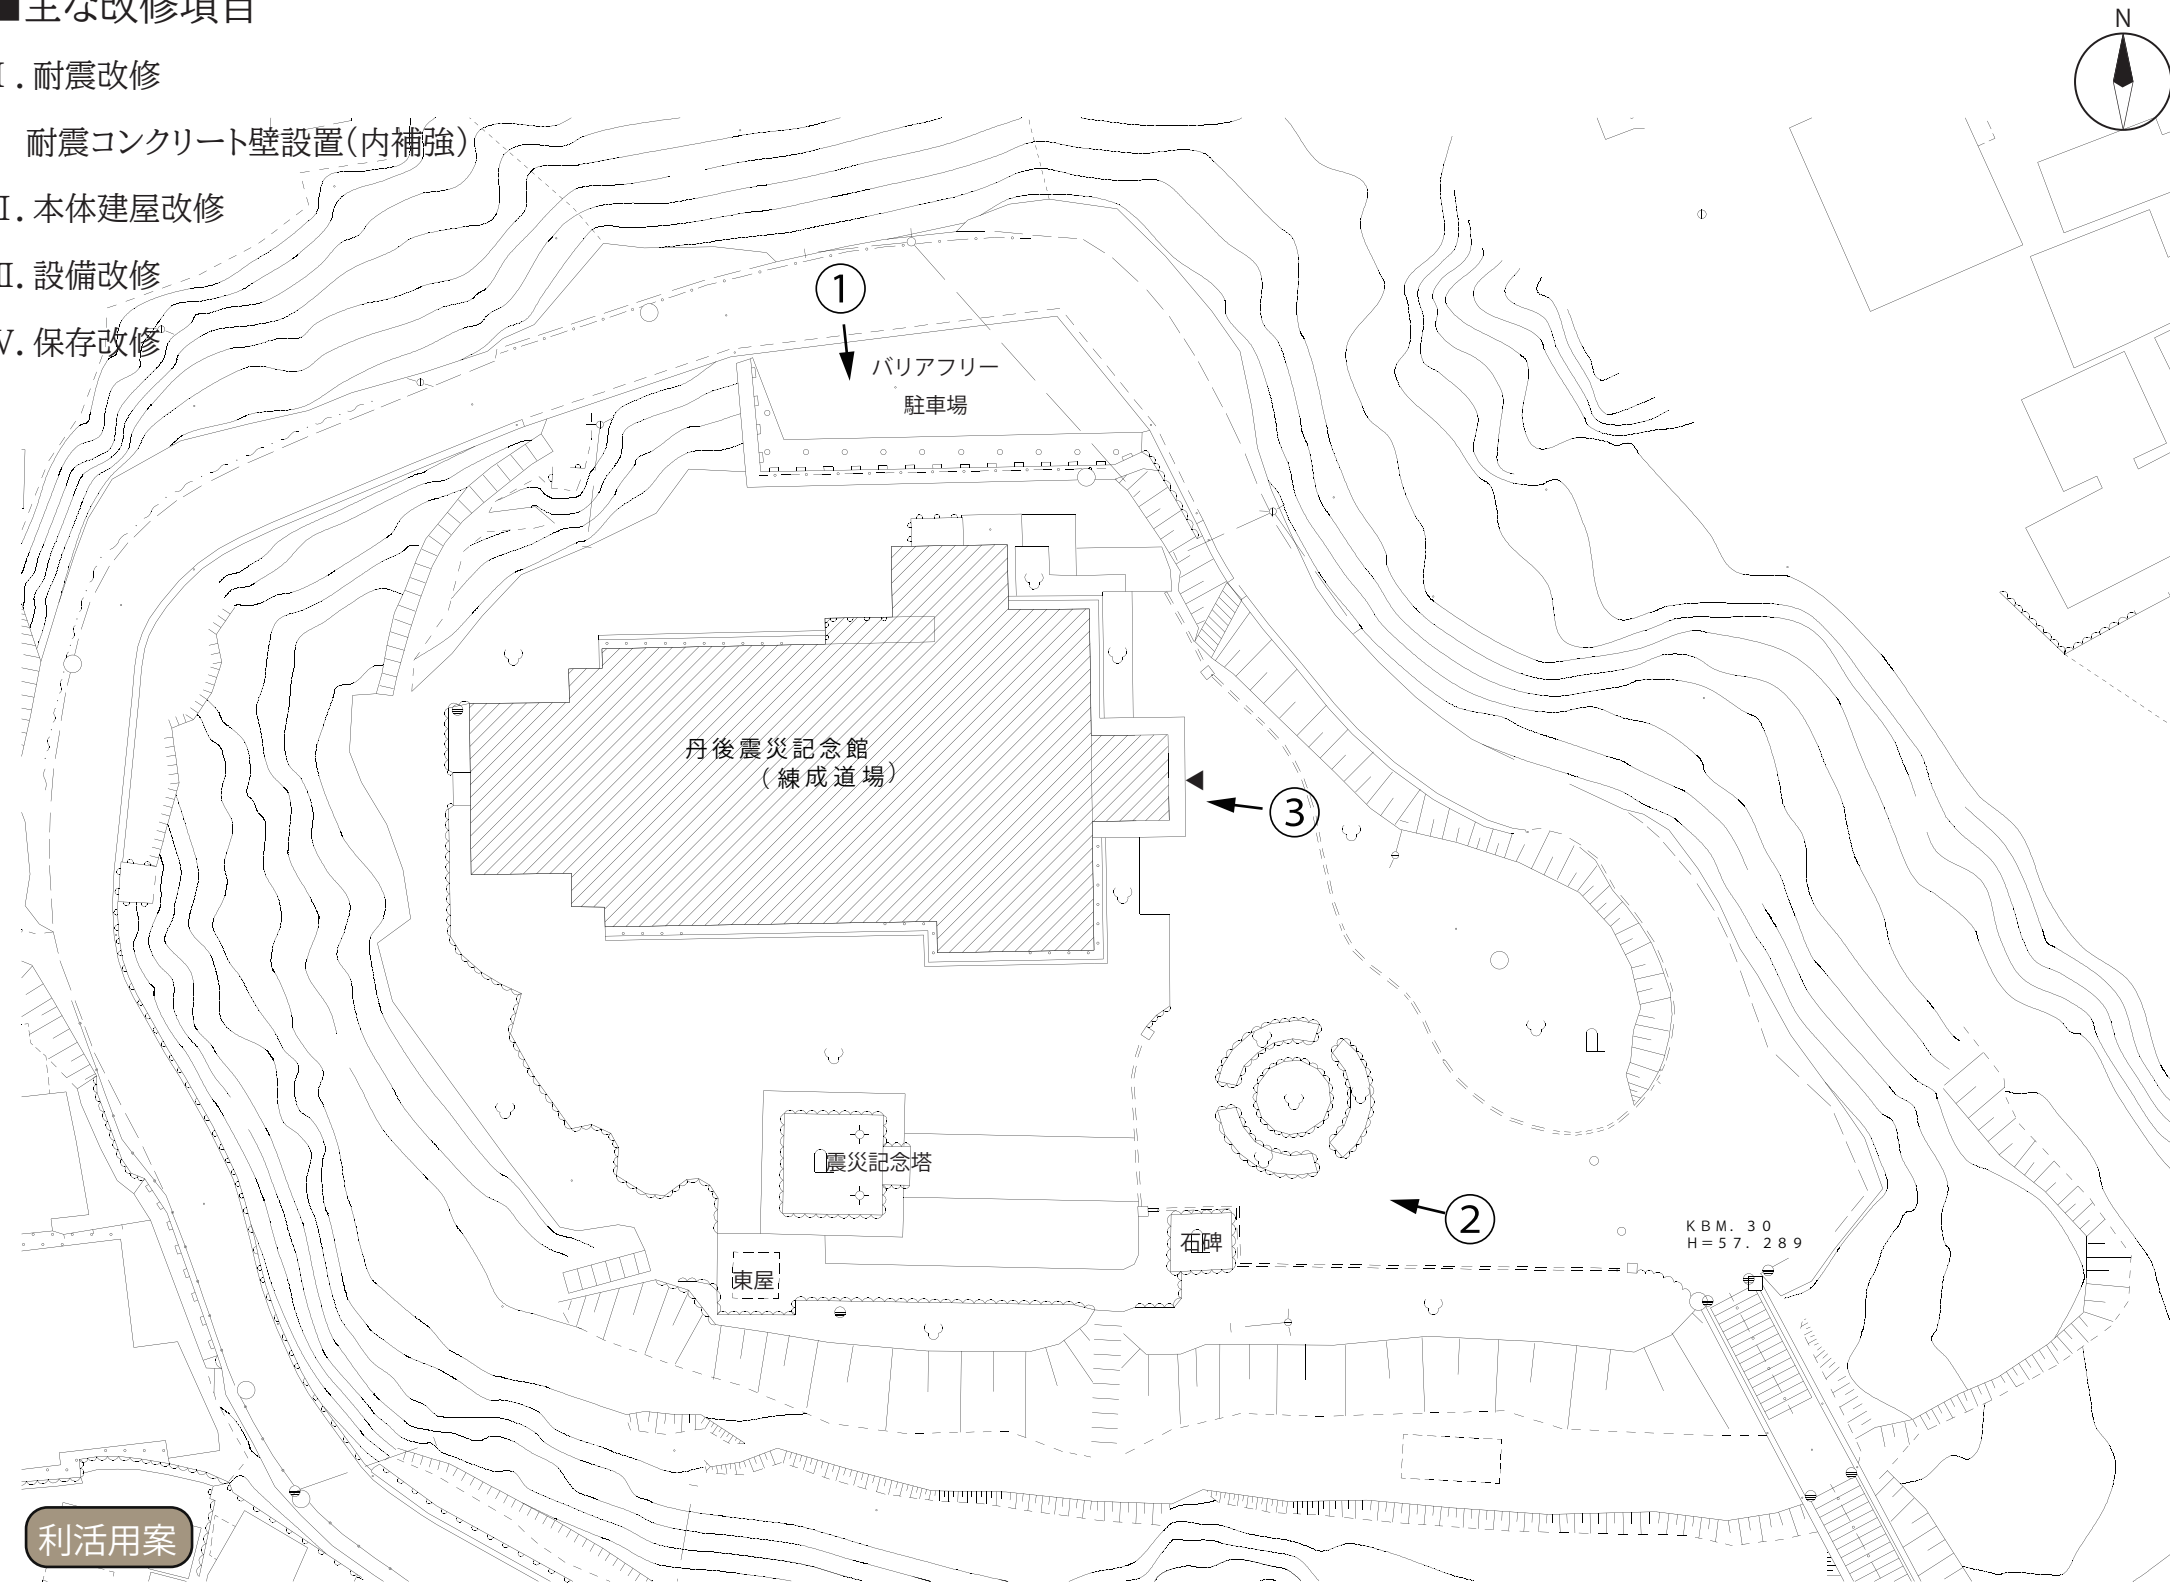 ■主な改修項目
Ⅰ．耐震改修
耐震コンクリート壁設置（内補強）
Ⅱ．本体建屋改修
Ⅲ．設備改修
Ⅳ．保存改修
N
①
バリアフリー
駐車場
丹後震災記念館
（練成道場）
③
震災記念塔
②
石碑
東屋
KBM. 30
H=57. 289
利活用案